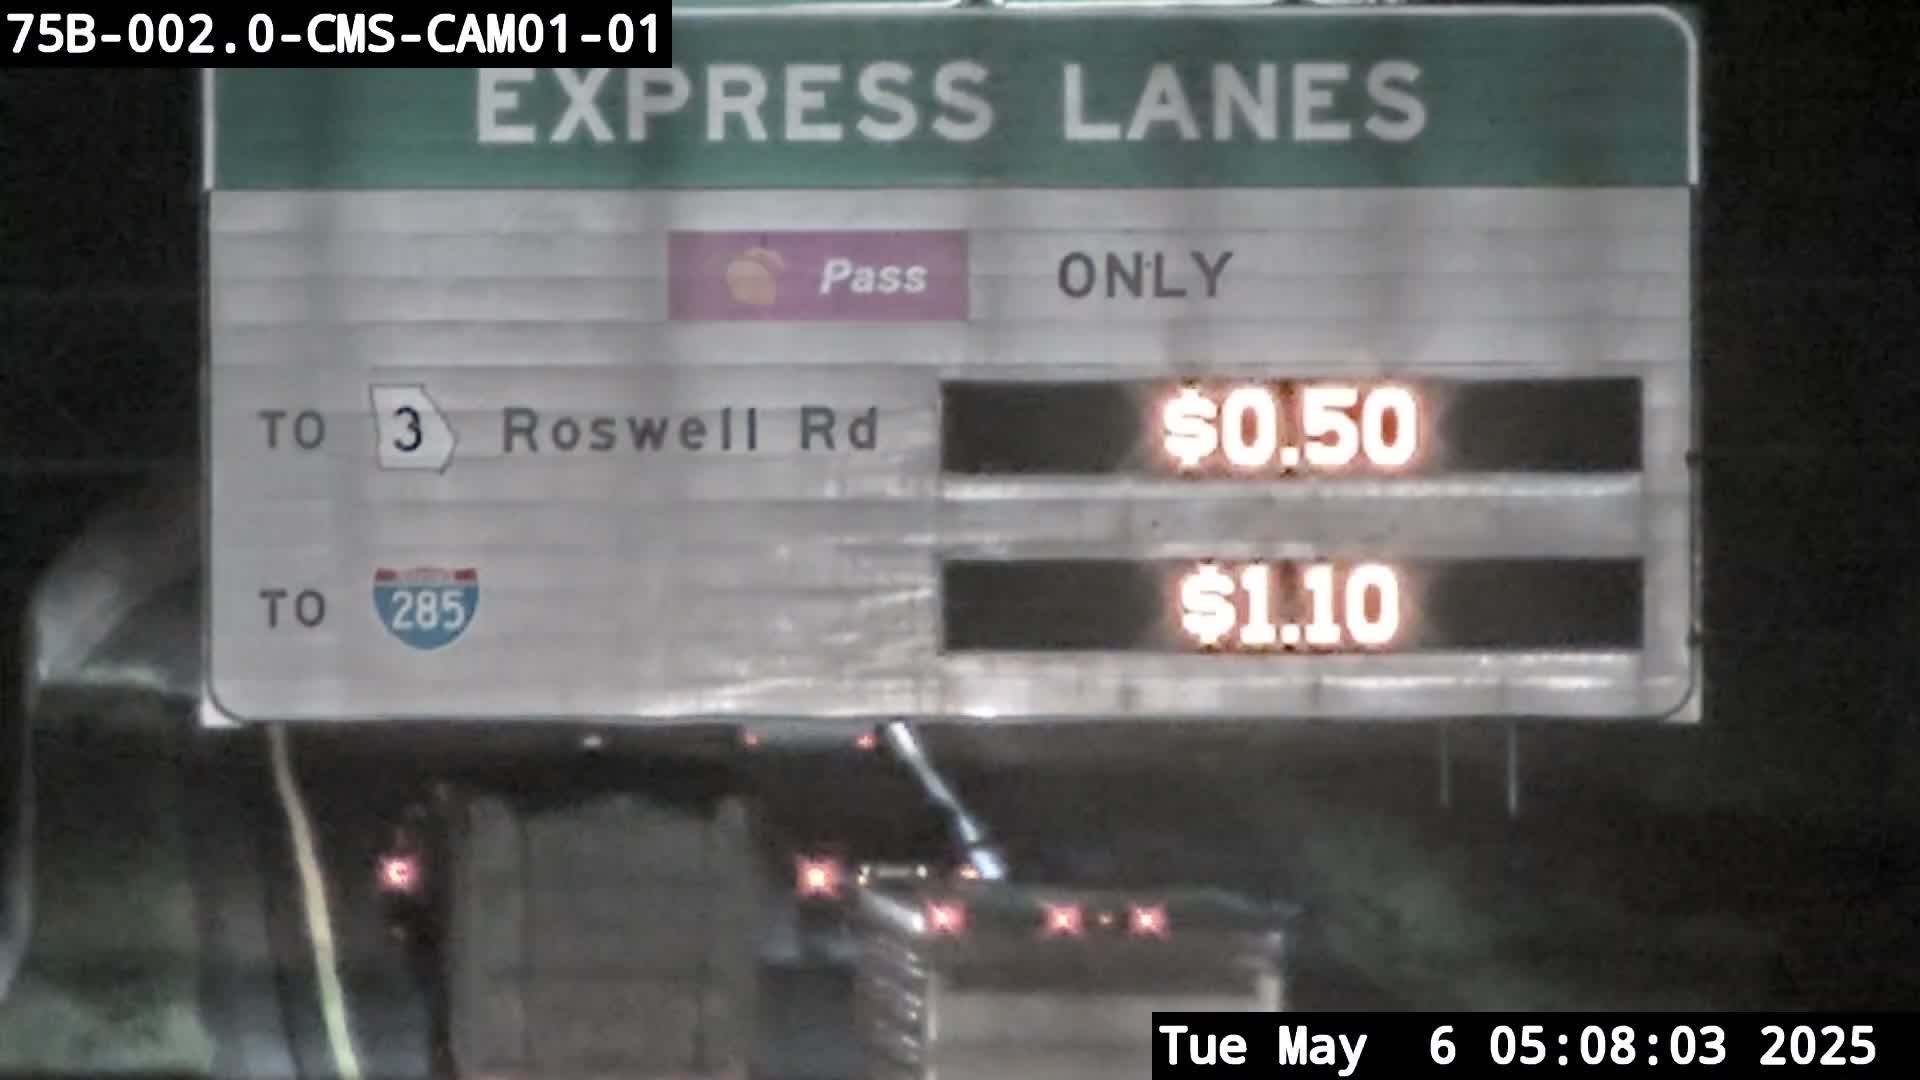 75B-002.0-CMS-CAM01-01
EXPRESS LANES
Pass ONLY
TO 3 Roswell Rd $0.50
TO 285 $1.10
Tue May 6 05:08:03 2025